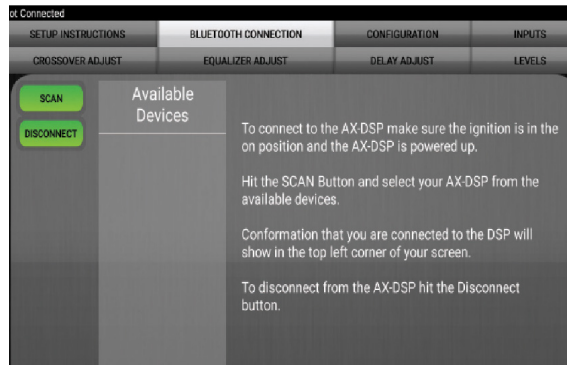 ot Connected
SETUP INSTRUCTIONS BLUETOOTH CONNECTION CONFIGURATION INPUTS
CROSSOVER ADJUST EQUALIZER ADJUST DELAY ADJUST LEVELS
SCAN
DISCONNECT
Available
Devices
To connect to the AX-DSP make sure the ignition is in the
on position and the AX-DSP is powered up.
Hit the SCAN Button and select your AX-DSP from the
available devices.
Conformation that you are connected to the DSP will
show in the top left corner of your screen.
To disconnect from the AX-DSP hit the Disconnect
button.